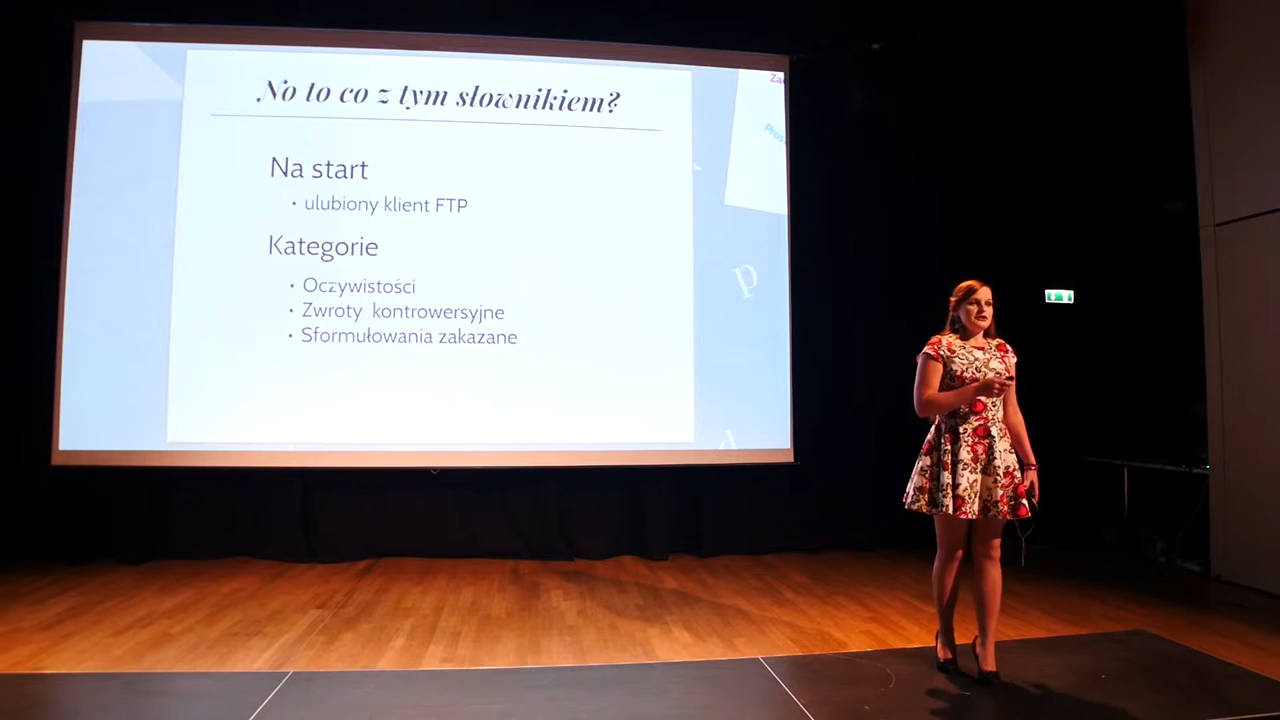 No to co z tym słownikiem?
Na start
• ulubiony klient FTP
Kategorie
• Oczywistości
• Zwroty kontrowersyjne
• Sformułowania zakazane
p
d